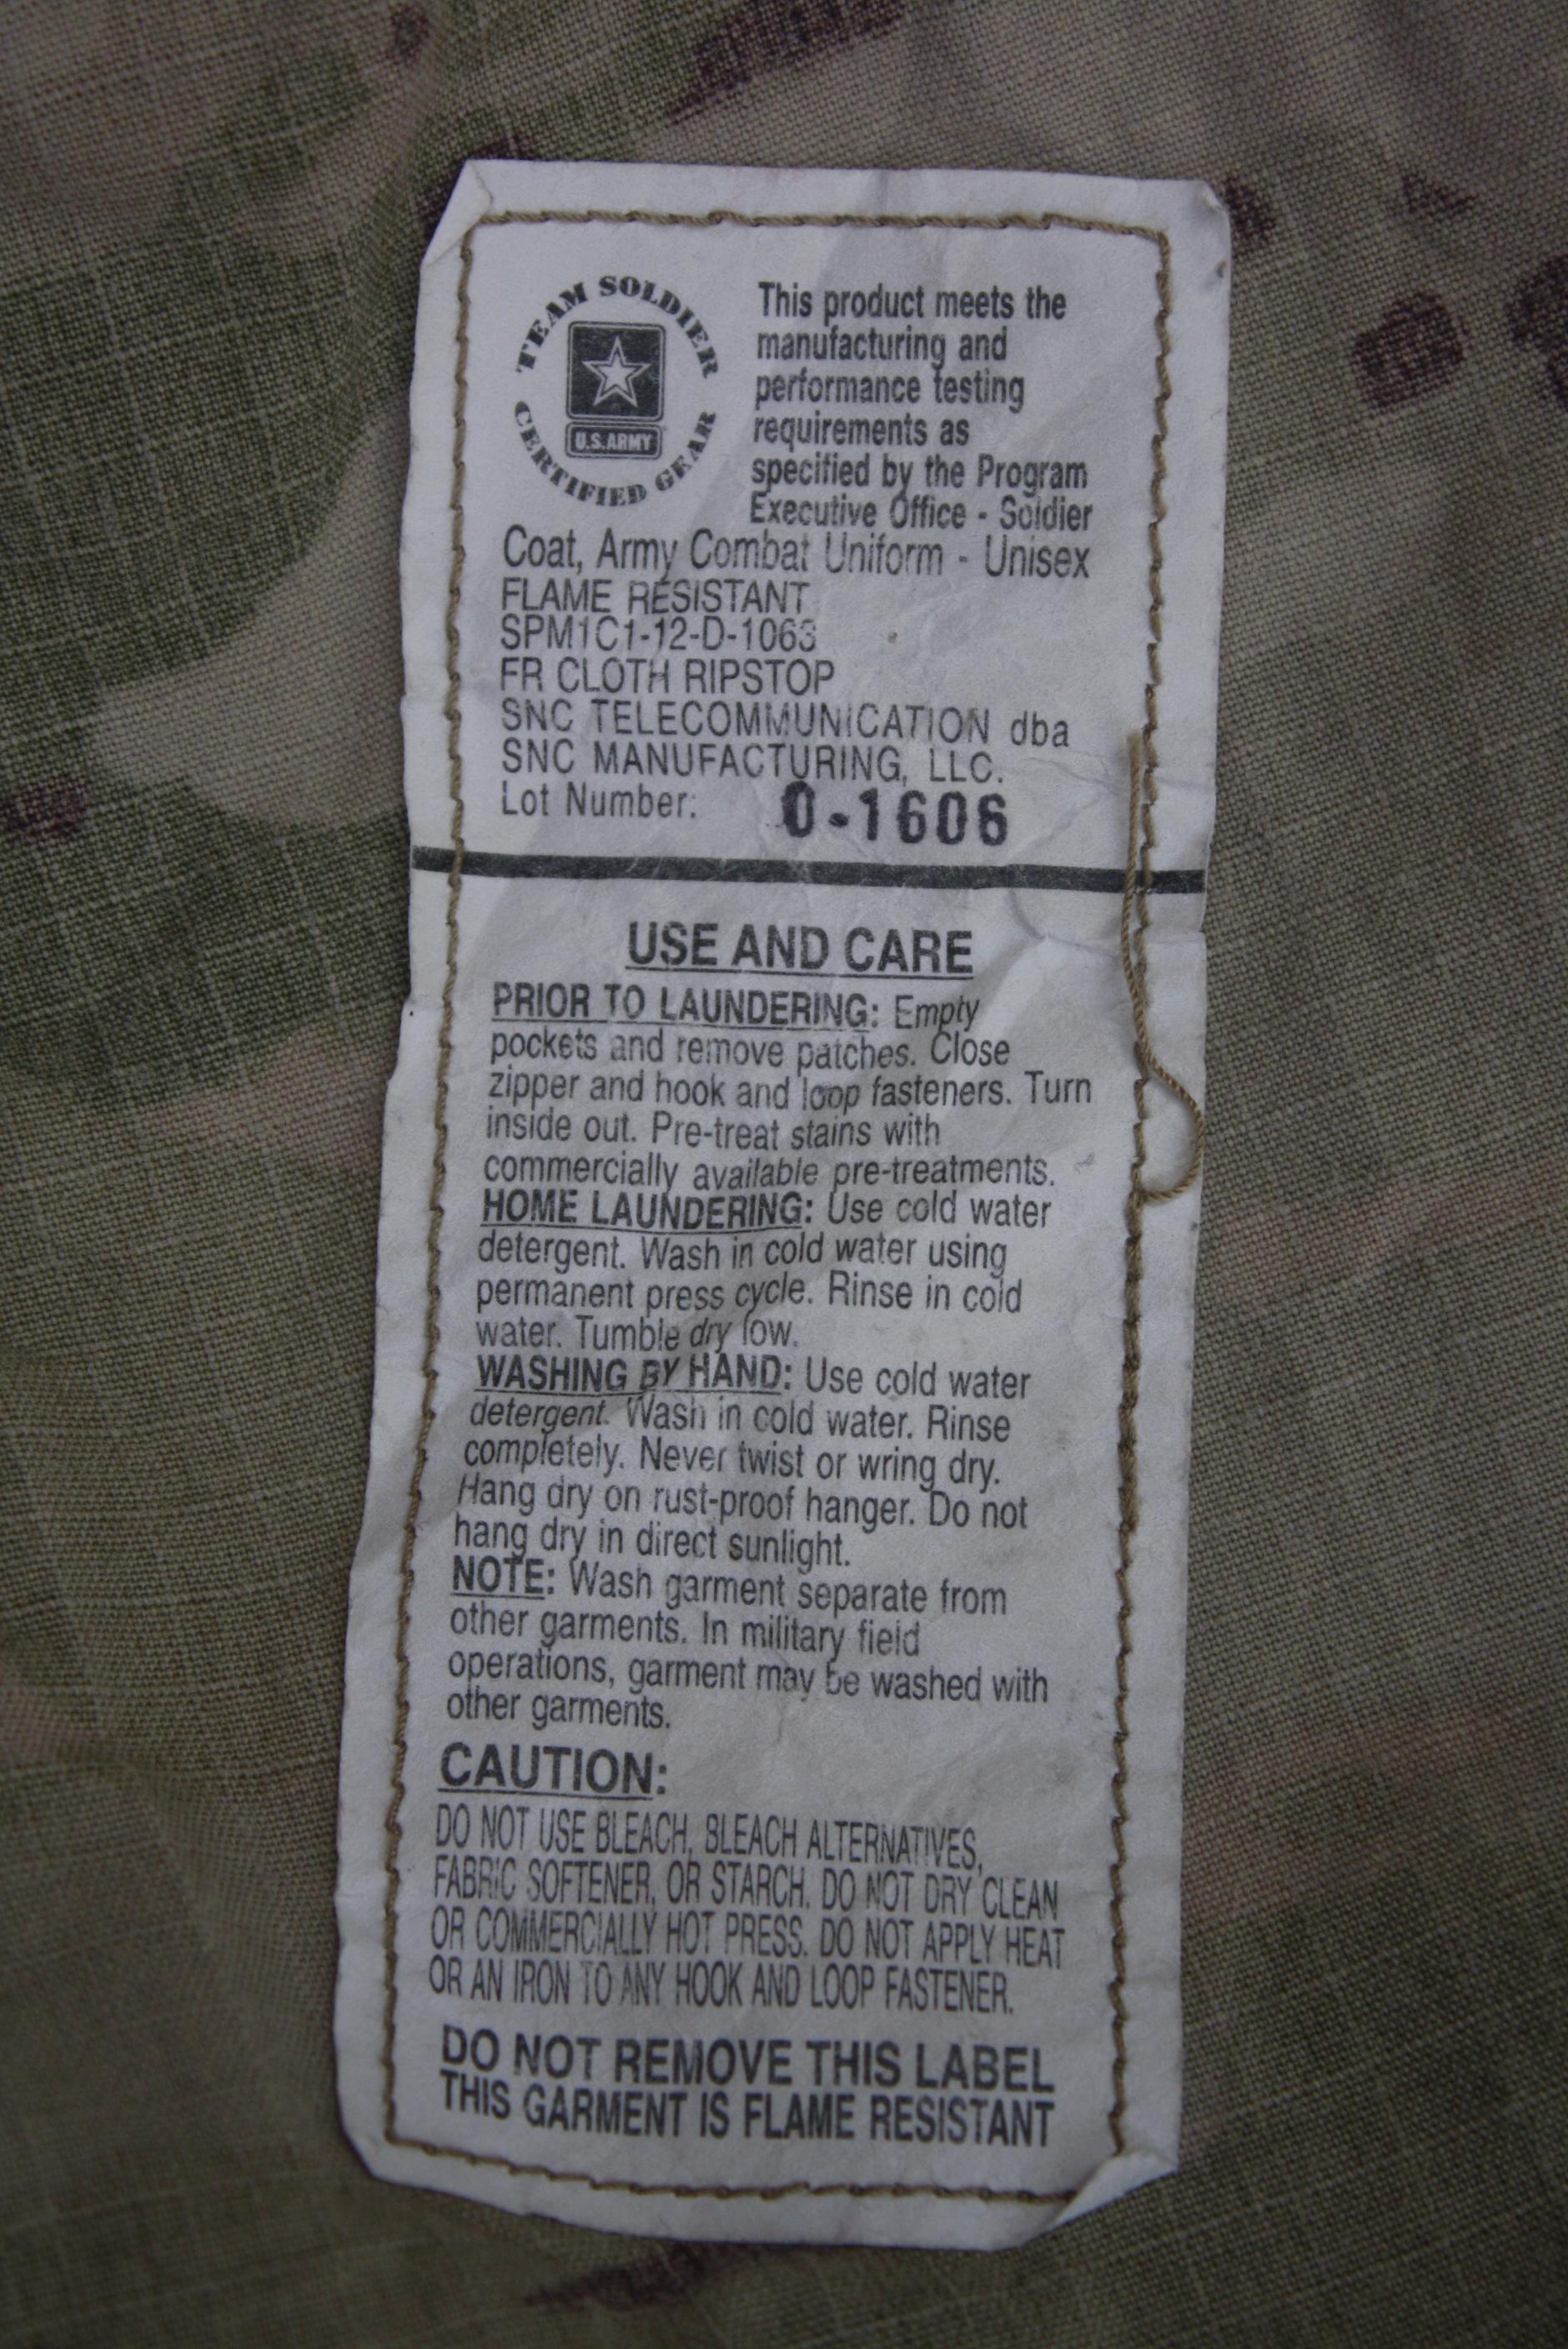 TEAM SOLDIER
U.S.ARMY
CERTIFIED GEAR
This product meets the
manufacturing and
performance testing
requirements as
specified by the Program
Executive Office - Soldier
Coat, Army Combat Uniform - Unisex
FLAME RESISTANT
SPM1C1-12-D-1063
FR CLOTH RIPSTOP
SNC TELECOMMUNICATION dba
SNC MANUFACTURING, LLC.
Lot Number: 0-1606
USE AND CARE
PRIOR TO LAUNDERING: Empty
pockets and remove patches. Close
zipper and hook and loop fasteners. Turn
inside out. Pre-treat stains with
commercially available pre-treatments.
HOME LAUNDERING: Use cold water
detergent. Wash in cold water using
permanent press cycle. Rinse in cold
water. Tumble dry low.
WASHING BY HAND: Use cold water
detergent. Wash in cold water. Rinse
completely. Never twist or wring dry.
Hang dry on rust-proof hanger. Do not
hang dry in direct sunlight.
NOTE: Wash garment separate from
other garments. In military field
operations, garment may be washed with
other garments.
CAUTION:
DO NOT USE BLEACH, BLEACH ALTERNATIVES,
FABRIC SOFTENER, OR STARCH. DO NOT DRY CLEAN
OR COMMERCIALLY HOT PRESS. DO NOT APPLY HEAT
OR AN IRON TO ANY HOOK AND LOOP FASTENER.
DO NOT REMOVE THIS LABEL
THIS GARMENT IS FLAME RESISTANT